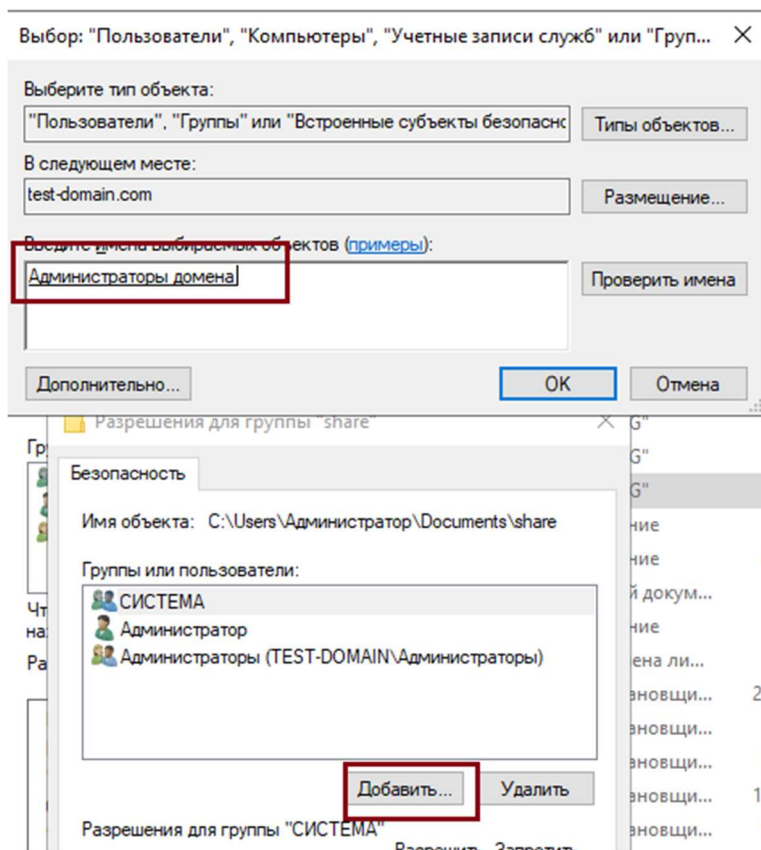 Выбор: "Пользователи", "Компьютеры", "Учетные записи служб" или "Груп...
Выберите тип объекта:
"Пользователи", "Группы" или "Встроенные субъекты безопасно
Типы объектов...
В следующем месте:
test-domain.com
Размещение...
Введите имена выбираемых объектов (примеры):
Администраторы домена
Проверить имена
Дополнительно...
OK
Отмена
Разрешения для группы "share"
Безопасность
Имя объекта: C:\Users\Администратор\Documents\share
Группы или пользователи:
СИСТЕМА
Администратор
Администраторы (TEST-DOMAIN\Администраторы)
Добавить...
Удалить
Разрешения для группы "СИСТЕМА"
Разрешить Запретить